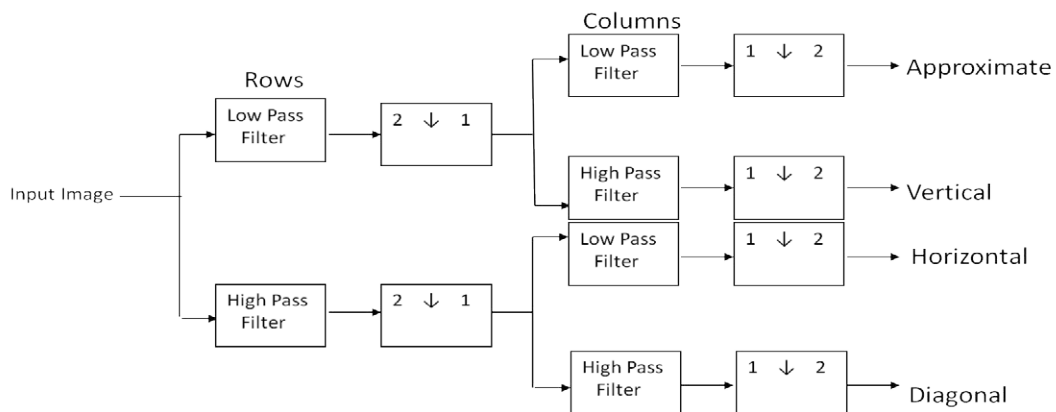 Columns
Low Pass
Filter
1 ↓ 2
Approximate
Rows
Low Pass
Filter
2 ↓ 1
High Pass
Filter
1 ↓ 2
Vertical
Input Image
Low Pass
Filter
1 ↓ 2
Horizontal
High Pass
Filter
2 ↓ 1
High Pass
Filter
1 ↓ 2
Diagonal